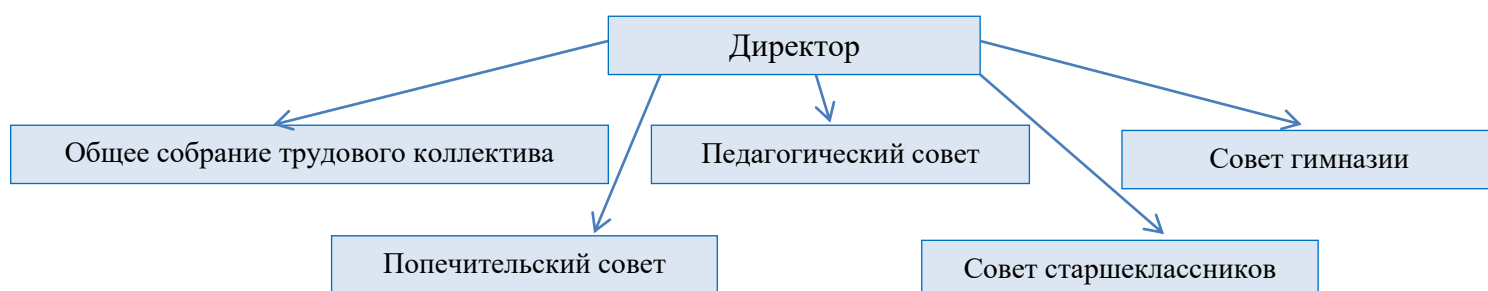 Директор
Общее собрание трудового коллектива
Педагогический совет
Совет гимназии
Попечительский совет
Совет старшеклассников